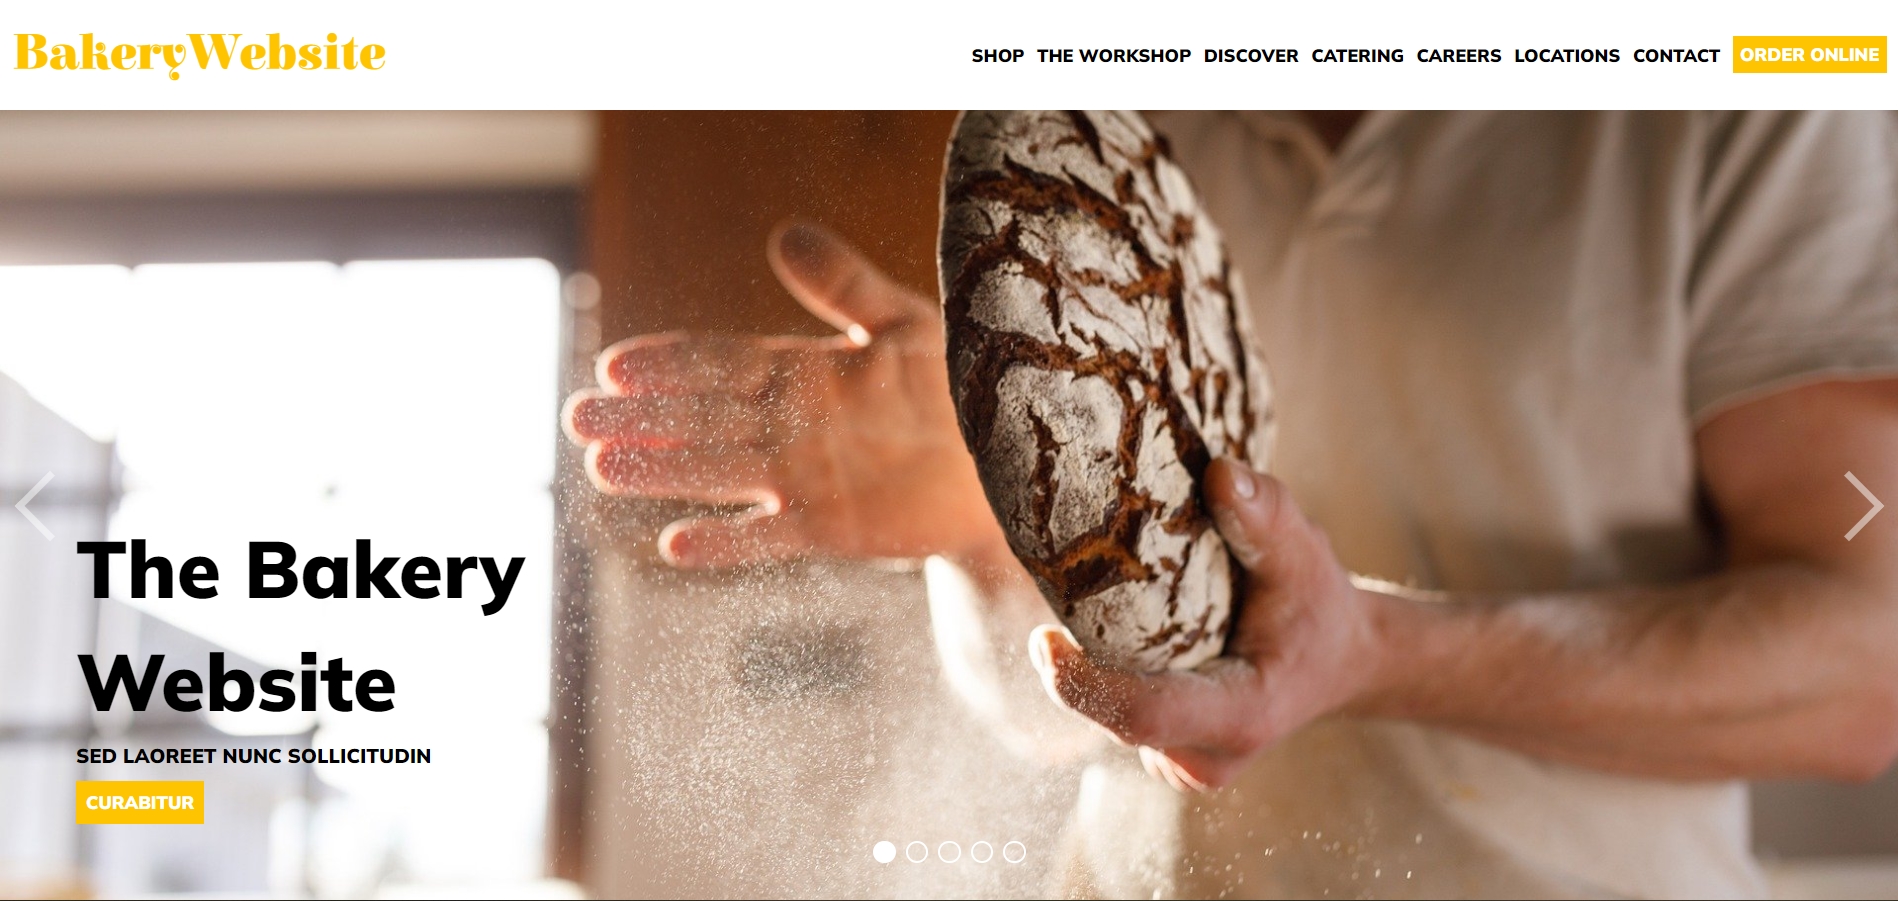 BakeryWebsite
SHOP THE WORKSHOP DISCOVER CATERING CAREERS LOCATIONS CONTACT ORDER ONLINE
The Bakery
Website
SED LAOREET NUNC SOLLICITUDIN
CURABITUR